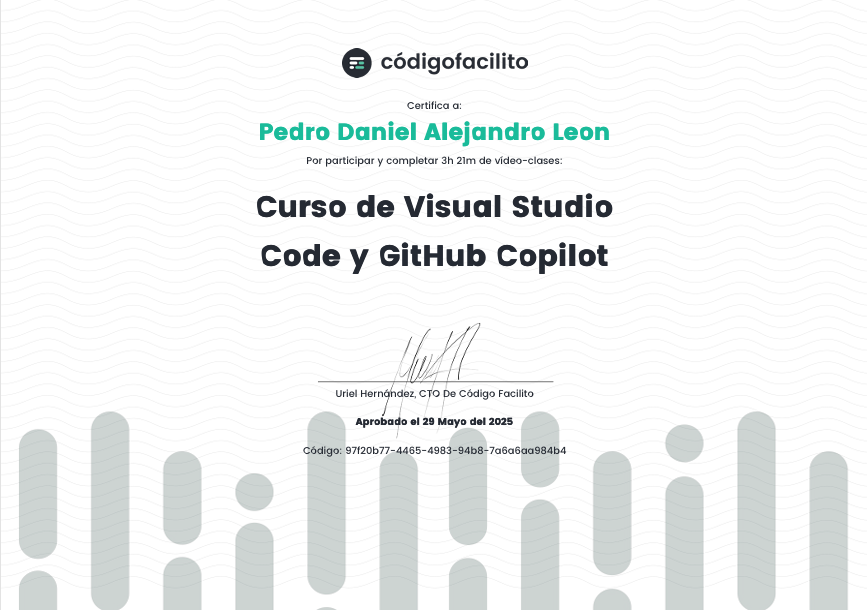 códigofacilito
Certifica a:
Pedro Daniel Alejandro Leon
Por participar y completar 3h 21m de vídeo-clases:
Curso de Visual Studio
Code y GitHub Copilot
Uriel Hernández, CTO De Código Facilito
Aprobado el 29 Mayo del 2025
Código: 97f20b77-4465-4983-94b8-7a6a6aa984b4